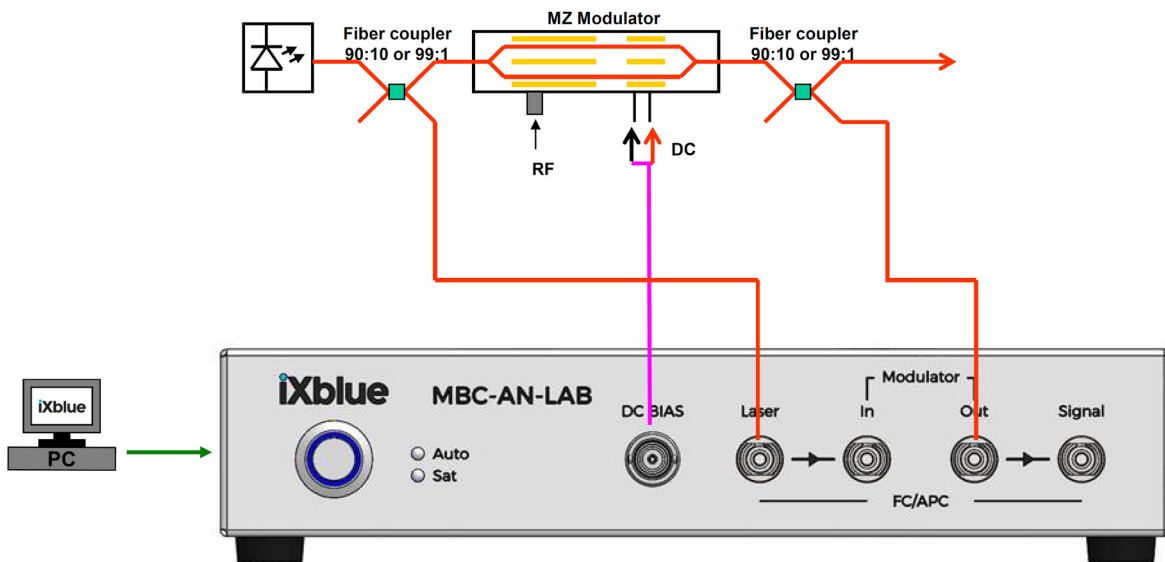 MZ Modulator
Fiber coupler
90:10 or 99:1
Fiber coupler
90:10 or 99:1
RF
DC
iXblue
PC
iXblue
MBC-AN-LAB
Auto
Sat
DC BIAS
Laser
Modulator
In
Out
Signal
FC/APC